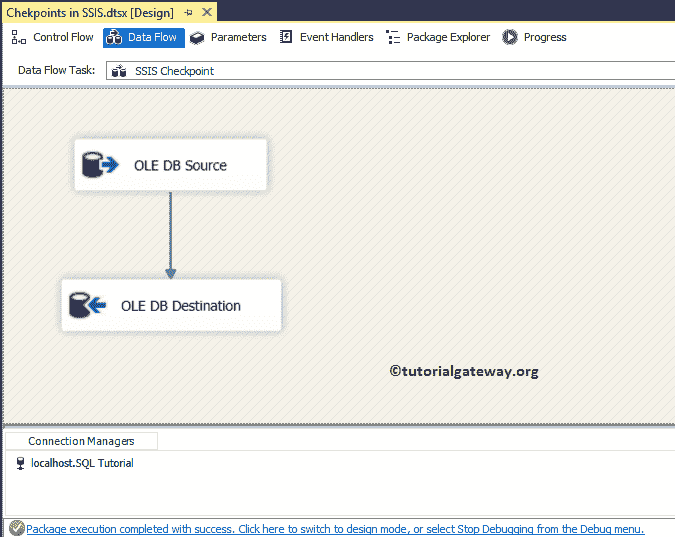 Chekpoints in SSIS.dtsx [Design]
Control Flow Data Flow Parameters Event Handlers Package Explorer Progress
Data Flow Task: SSIS Checkpoint
OLE DB Source
OLE DB Destination
©tutorialgateway.org
Connection Managers
localhost.SQL Tutorial
Package execution completed with success. Click here to switch to design mode, or select Stop Debugging from the Debug menu.